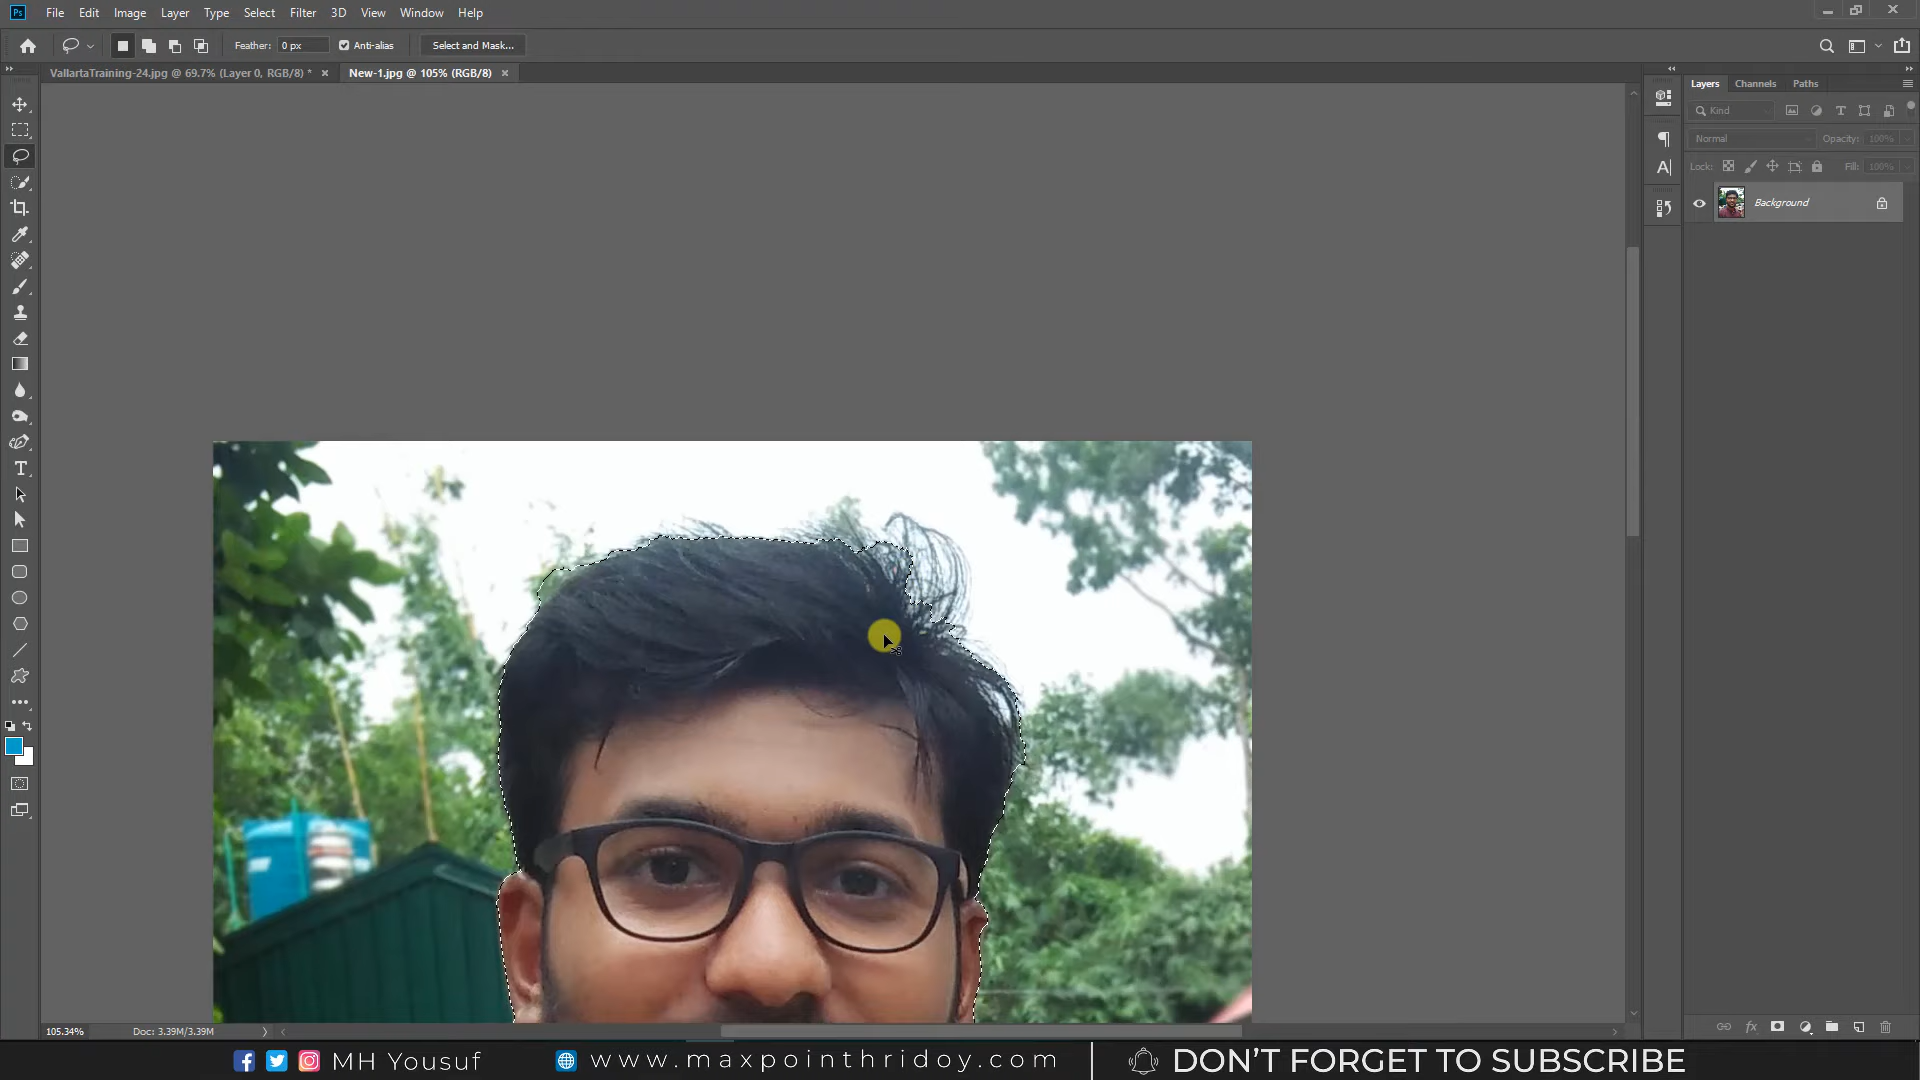 Ps File Edit Image Layer Type Select Filter 3D View Window Help
Feather: 0 px Anti-alias Select and Mask...
VallartaTraining-24.jpg @ 69.7% (Layer 0, RGB/8) * × New-1.jpg @ 105% (RGB/8) ×
Layers Channels Paths
Kind
Normal Opacity: 100%
Lock: Fill: 100%
Background
105.34% Doc: 3.39M/3.39M
MH Yousuf www.maxpointhridoy.com DON'T FORGET TO SUBSCRIBE